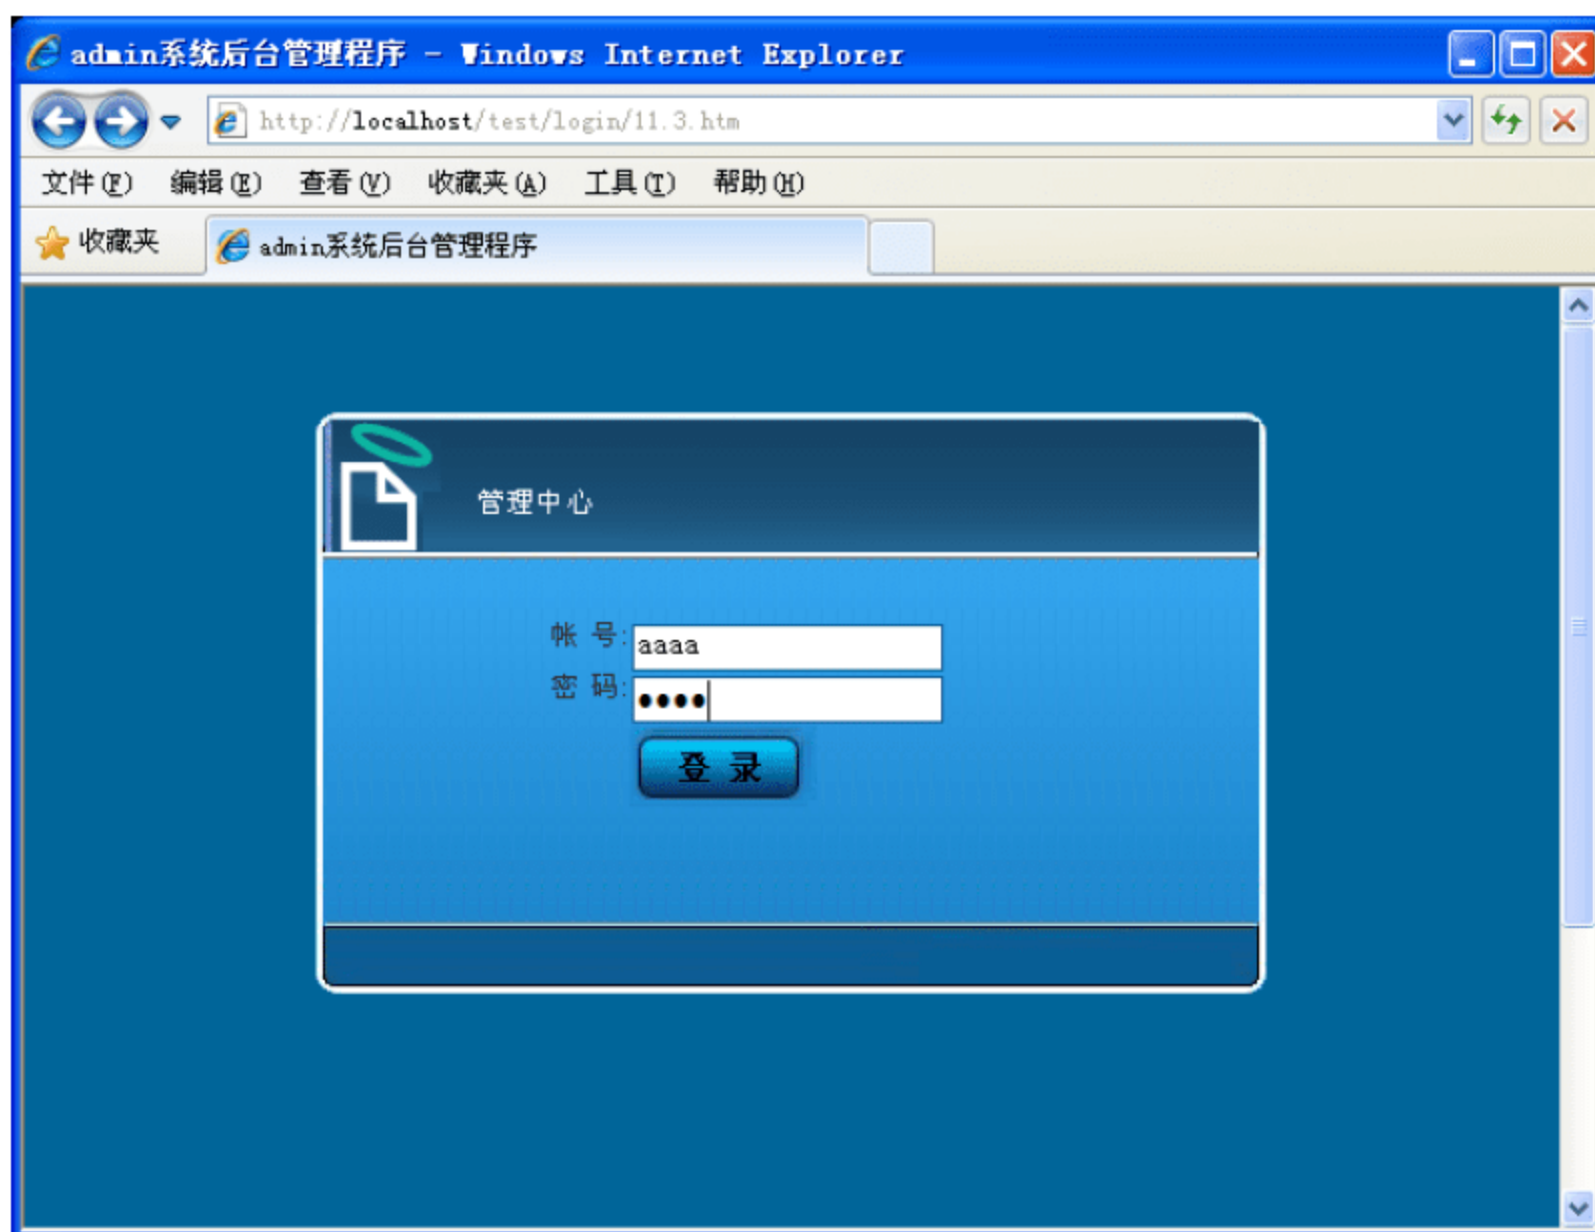 admin系统后台管理程序 - Windows Internet Explorer
http://localhost/test/login/11.3.htm
文件(F) 编辑(E) 查看(V) 收藏夹(A) 工具(T) 帮助(H)
收藏夹 admin系统后台管理程序
管理中心
帐 号: aaaa
密 码: ●●●●
登 录